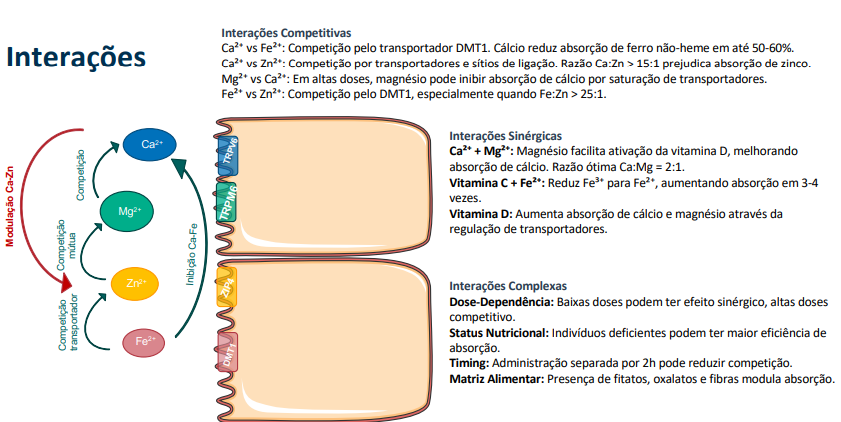 Interações
Interações Competitivas
Ca²⁺ vs Fe²⁺: Competição pelo transportador DMT1. Cálcio reduz absorção de ferro não-heme em até 50-60%.
Ca²⁺ vs Zn²⁺: Competição por transportadores e sítios de ligação. Razão Ca:Zn > 15:1 prejudica absorção de zinco.
Mg²⁺ vs Ca²⁺: Em altas doses, magnésio pode inibir absorção de cálcio por saturação de transportadores.
Fe²⁺ vs Zn²⁺: Competição pelo DMT1, especialmente quando Fe:Zn > 25:1.
Modulação Ca-Zn
Competição
Competição
mútua
Competição
transportador
Ca²⁺
Mg²⁺
Zn²⁺
Fe²⁺
Inibição Ca-Fe
TRPV6
TRPM6
ZIP4
DMT1
Interações Sinérgicas
Ca²⁺ + Mg²⁺: Magnésio facilita ativação da vitamina D, melhorando
absorção de cálcio. Razão ótima Ca:Mg = 2:1.
Vitamina C + Fe²⁺: Reduz Fe³⁺ para Fe²⁺, aumentando absorção em 3-4
vezes.
Vitamina D: Aumenta absorção de cálcio e magnésio através da
regulação de transportadores.
Interações Complexas
Dose-Dependência: Baixas doses podem ter efeito sinérgico, altas doses
competitivo.
Status Nutricional: Indivíduos deficientes podem ter maior eficiência de
absorção.
Timing: Administração separada por 2h pode reduzir competição.
Matriz Alimentar: Presença de fitatos, oxalatos e fibras modula absorção.